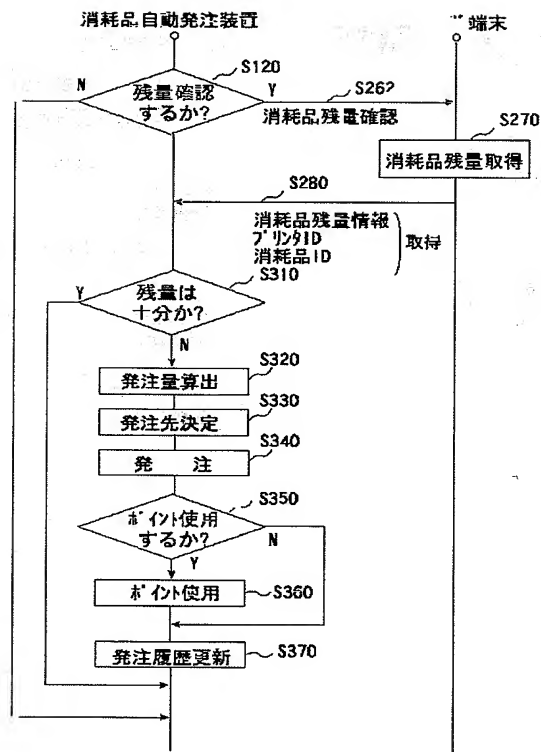 消耗品自動発注装置
端末
S120
N
残量確認
するか?
Y
S262
消耗品残量確認
S270
消耗品残量取得
S280
消耗品残量情報
プリンタID
消耗品ID
取得
S310
Y
残量は
十分か?
N
S320
発注量算出
S330
発注先決定
S340
発 注
S350
ポイント使用
するか?
N
Y
ポイント使用
S360
発注履歴更新
S370